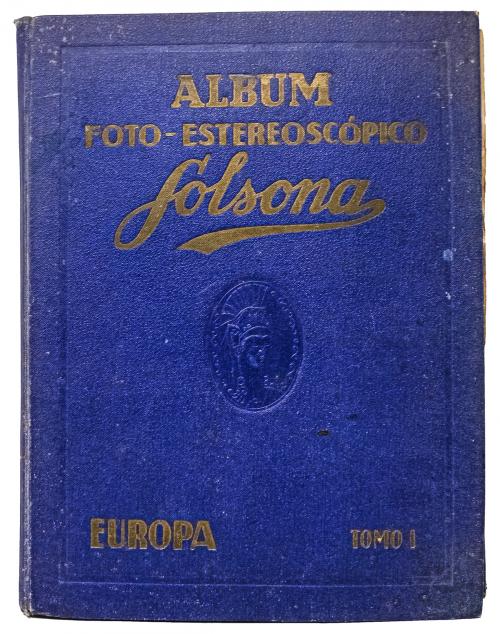 ALBUM
FOTO-ESTEREOSCÓPICO
Solsona
EUROPA TOMO I